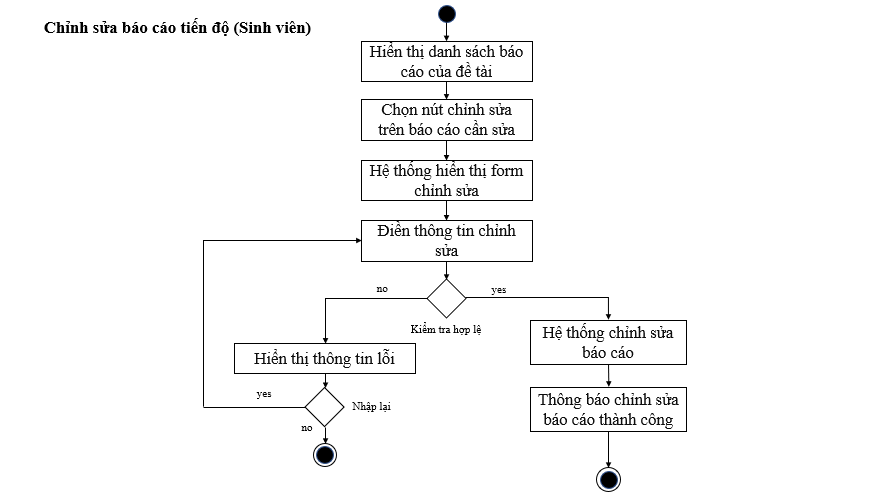 Chỉnh sửa báo cáo tiến độ (Sinh viên)
Hiển thị danh sách báo
cáo của đề tài
Chọn nút chỉnh sửa
trên báo cáo cần sửa
Hệ thống hiển thị form
chỉnh sửa
Điền thông tin chỉnh
sửa
no
yes
Kiểm tra hợp lệ
Hệ thống chỉnh sửa
báo cáo
Hiển thị thông tin lỗi
yes
Nhập lại
no
Thông báo chỉnh sửa
báo cáo thành công